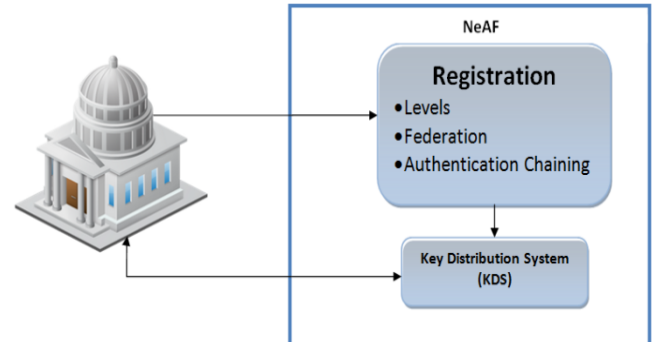 NeAF
Registration
•Levels
•Federation
•Authentication Chaining
Key Distribution System
(KDS)